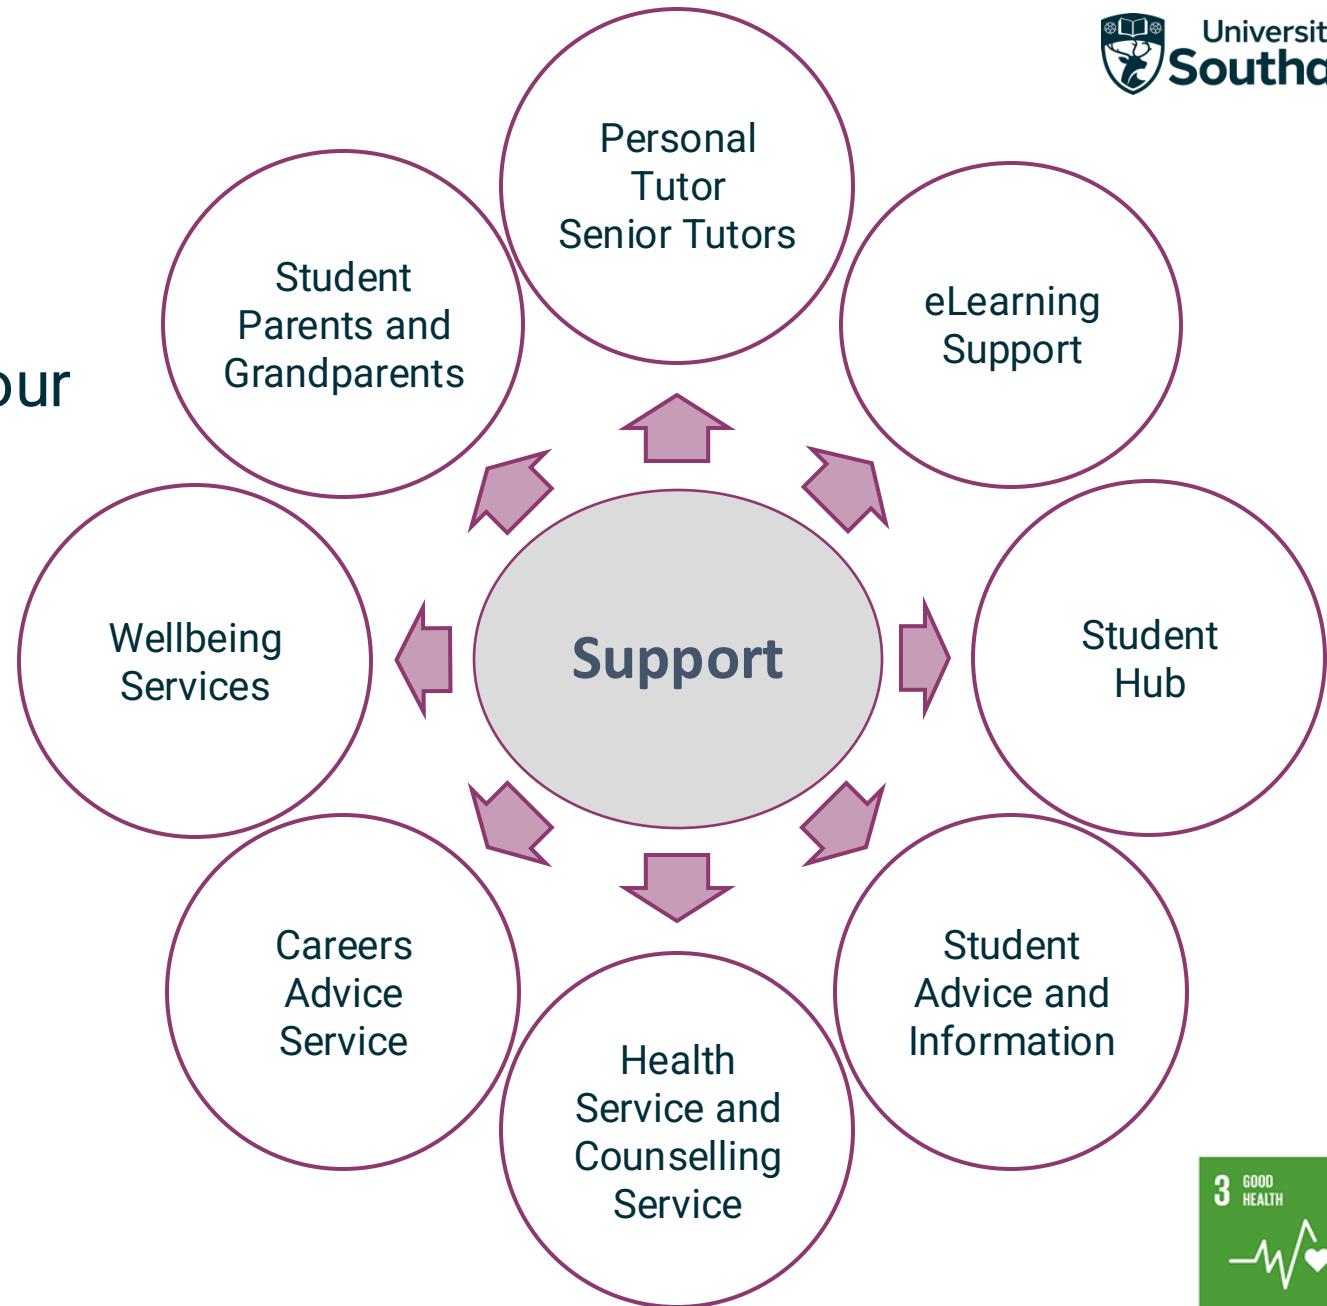 Personal
Tutor
Senior Tutors
eLearning
Support
Student
Hub
Student
Advice and
Information
Health
Service and
Counselling
Service
Careers
Advice
Service
Wellbeing
Services
Student
Parents and
Grandparents
Support
our
Universit
Southa
3 GOOD
HEALTH